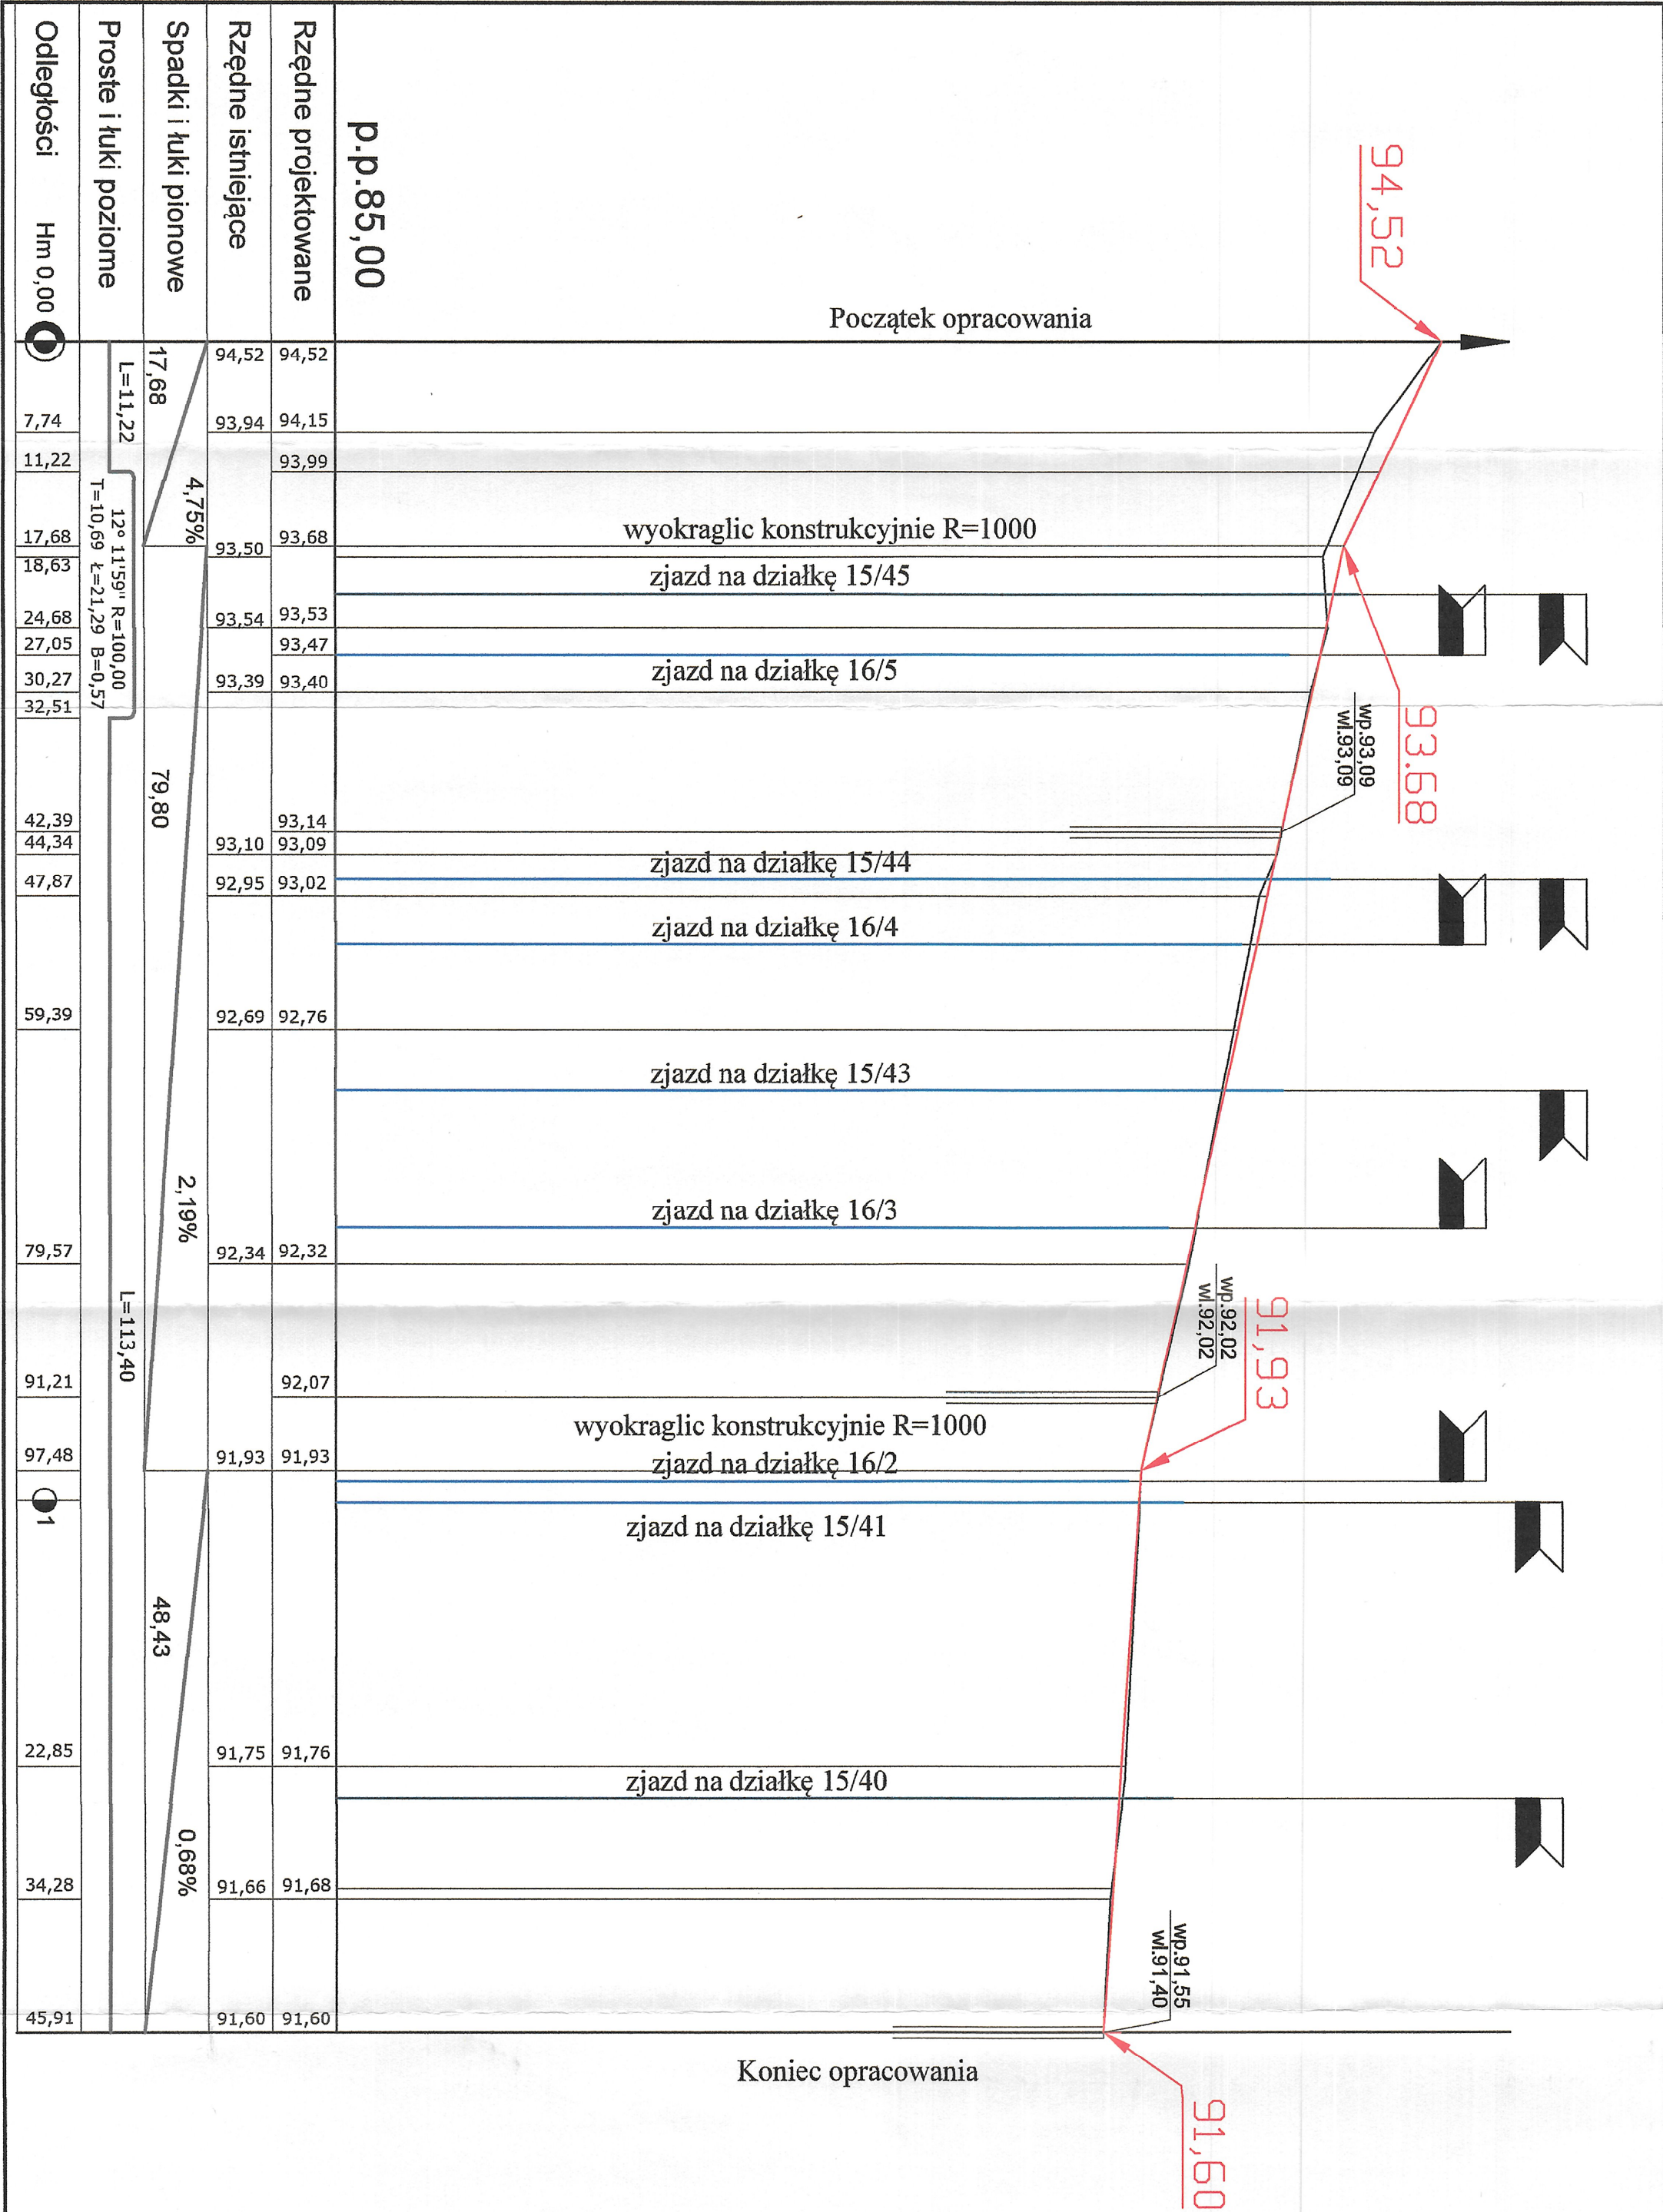 94,52
93.68
91,93
91,60
wp.93,09
wl.93,09
wp.92,02
wl.92,02
wp.91,55
wl.91,40
Początek opracowania
wyokraglic konstrukcyjnie R=1000
zjazd na działkę 15/45
zjazd na działkę 16/5
zjazd na działkę 15/44
zjazd na działkę 16/4
zjazd na działkę 15/43
zjazd na działkę 16/3
wyokraglic konstrukcyjnie R=1000
zjazd na działkę 16/2
zjazd na działkę 15/41
zjazd na działkę 15/40
Koniec opracowania
p.p.85,00
Rzędne projektowane
94,52
94,15
93,99
93,68
93,53
93,47
93,40
93,14
93,09
93,02
92,76
92,32
92,07
91,93
91,76
91,68
91,60
Rzędne istniejące
94,52
93,94
93,50
93,54
93,39
93,10
92,95
92,69
92,34
91,93
91,75
91,66
91,60
Spadki i łuki pionowe
17,68
4,75%
79,80
2,19%
48,43
0,68%
Proste i łuki poziome
L=11,22
12° 11'59" R=100,00
T=10,69 Ł=21,29 B=0,57
L=113,40
Odległości Hm 0,00
7,74
11,22
17,68
18,63
24,68
27,05
30,27
32,51
42,39
44,34
47,87
59,39
79,57
91,21
97,48
1
22,85
34,28
45,91